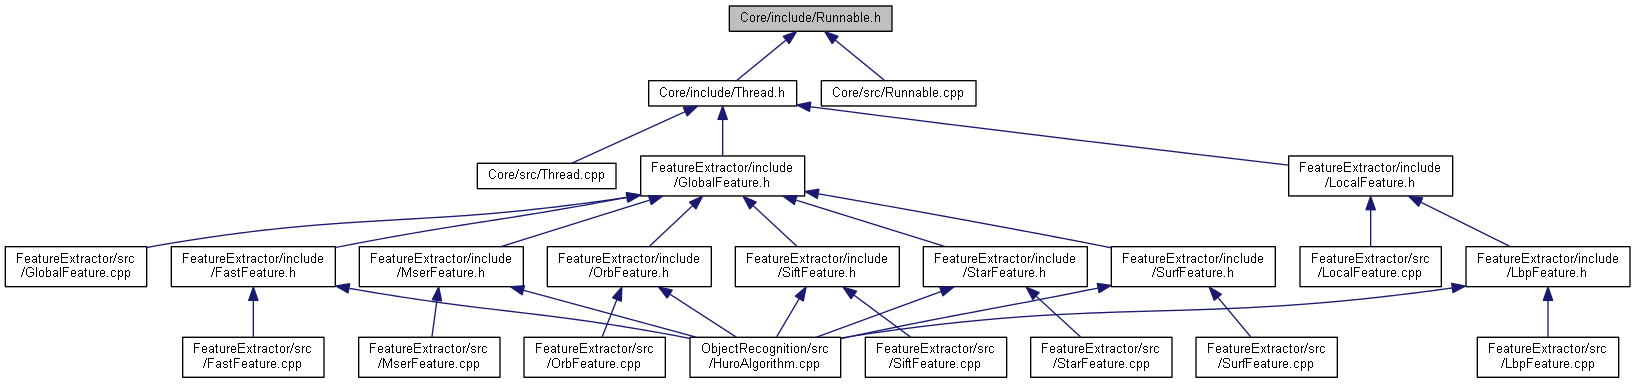 Core/include/Runnable.h
Core/include/Thread.h
Core/src/Runnable.cpp
Core/src/Thread.cpp
FeatureExtractor/include
/GlobalFeature.h
FeatureExtractor/include
/LocalFeature.h
FeatureExtractor/src
/GlobalFeature.cpp
FeatureExtractor/include
/FastFeature.h
FeatureExtractor/include
/MserFeature.h
FeatureExtractor/include
/OrbFeature.h
FeatureExtractor/include
/SiftFeature.h
FeatureExtractor/include
/StarFeature.h
FeatureExtractor/include
/SurfFeature.h
FeatureExtractor/src
/LocalFeature.cpp
FeatureExtractor/include
/LbpFeature.h
FeatureExtractor/src
/FastFeature.cpp
FeatureExtractor/src
/MserFeature.cpp
FeatureExtractor/src
/OrbFeature.cpp
ObjectRecognition/src
/HuroAlgorithm.cpp
FeatureExtractor/src
/SiftFeature.cpp
FeatureExtractor/src
/StarFeature.cpp
FeatureExtractor/src
/SurfFeature.cpp
FeatureExtractor/src
/LbpFeature.cpp